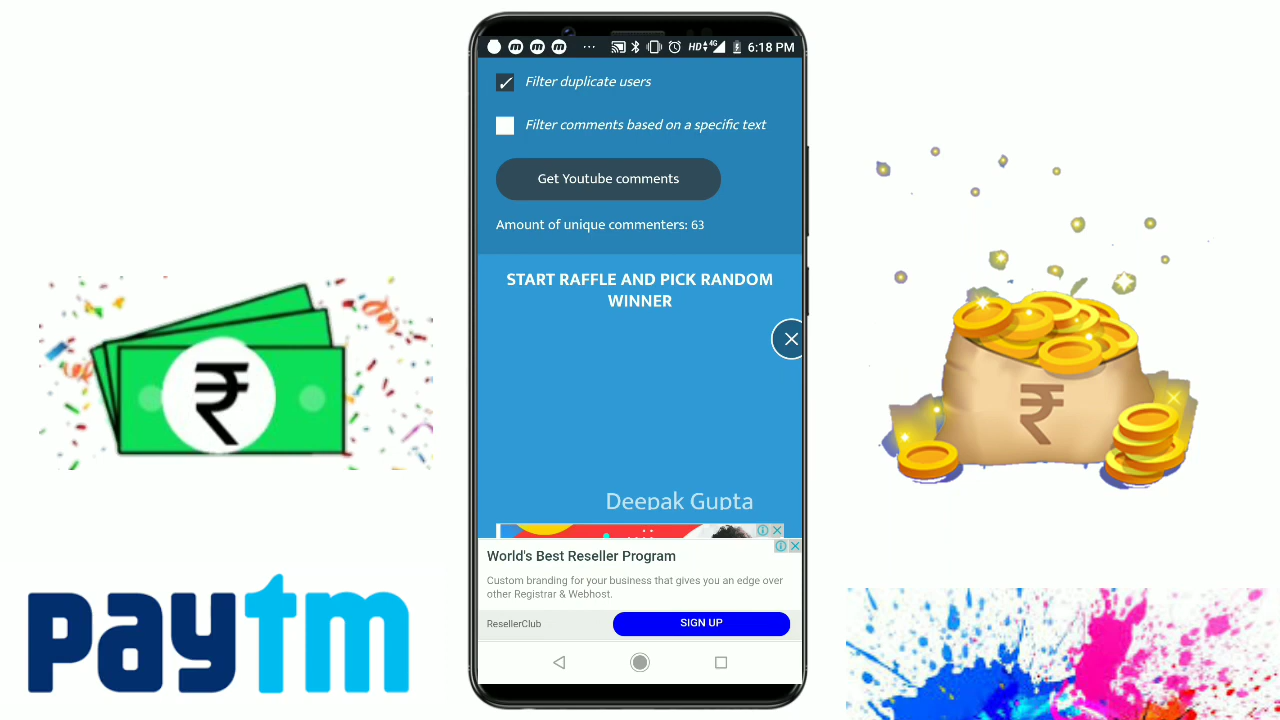 HD 4G 6:18 PM
Filter duplicate users
Filter comments based on a specific text
Get Youtube comments
Amount of unique commenters: 63
START RAFFLE AND PICK RANDOM
WINNER
₹
₹
Deepak Gupta
World's Best Reseller Program
Custom branding for your business that gives you an edge over
other Registrar & Webhost.
ResellerClub
SIGN UP
paytm